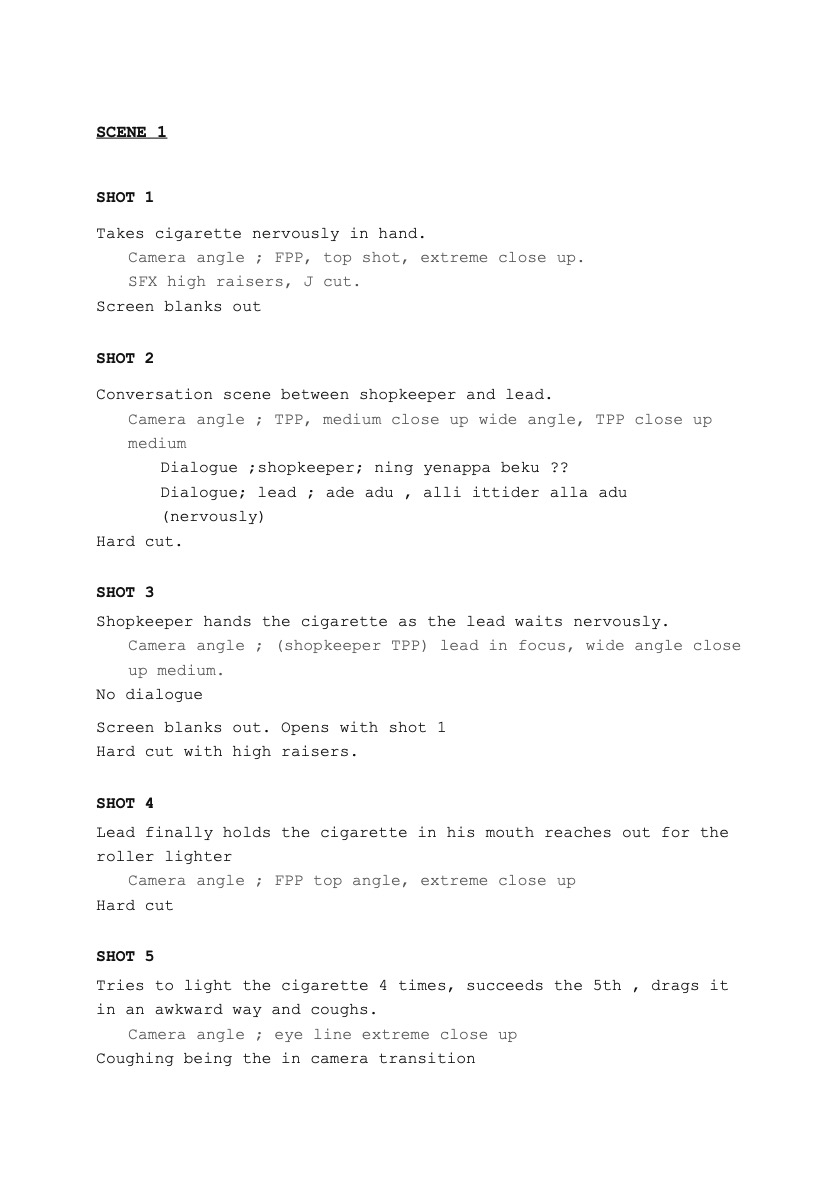 SCENE 1
SHOT 1
Takes cigarette nervously in hand.
Camera angle ; FPP, top shot, extreme close up.
SFX high raisers, J cut.
Screen blanks out
SHOT 2
Conversation scene between shopkeeper and lead.
Camera angle ; TPP, medium close up wide angle, TPP close up
medium
Dialogue ;shopkeeper; ning yenappa beku ??
Dialogue; lead ; ade adu , alli ittider alla adu
(nervously)
Hard cut.
SHOT 3
Shopkeeper hands the cigarette as the lead waits nervously.
Camera angle ; (shopkeeper TPP) lead in focus, wide angle close
up medium.
No dialogue
Screen blanks out. Opens with shot 1
Hard cut with high raisers.
SHOT 4
Lead finally holds the cigarette in his mouth reaches out for the
roller lighter
Camera angle ; FPP top angle, extreme close up
Hard cut
SHOT 5
Tries to light the cigarette 4 times, succeeds the 5th , drags it
in an awkward way and coughs.
Camera angle ; eye line extreme close up
Coughing being the in camera transition